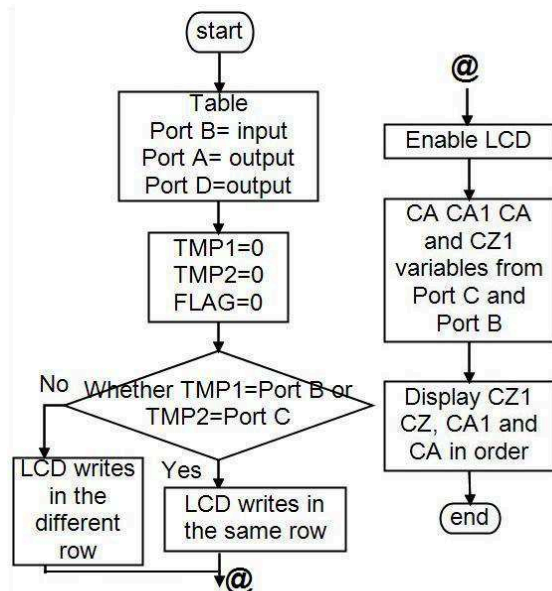 start
Table
Port B= input
Port A= output
Port D=output
TMP1=0
TMP2=0
FLAG=0
Whether TMP1=Port B or
TMP2=Port C
No
Yes
LCD writes
in the
different
row
LCD writes in
the same row
@
@
Enable LCD
CA CA1 CA
and CZ1
variables from
Port C and
Port B
Display CZ1
CZ, CA1 and
CA in order
end